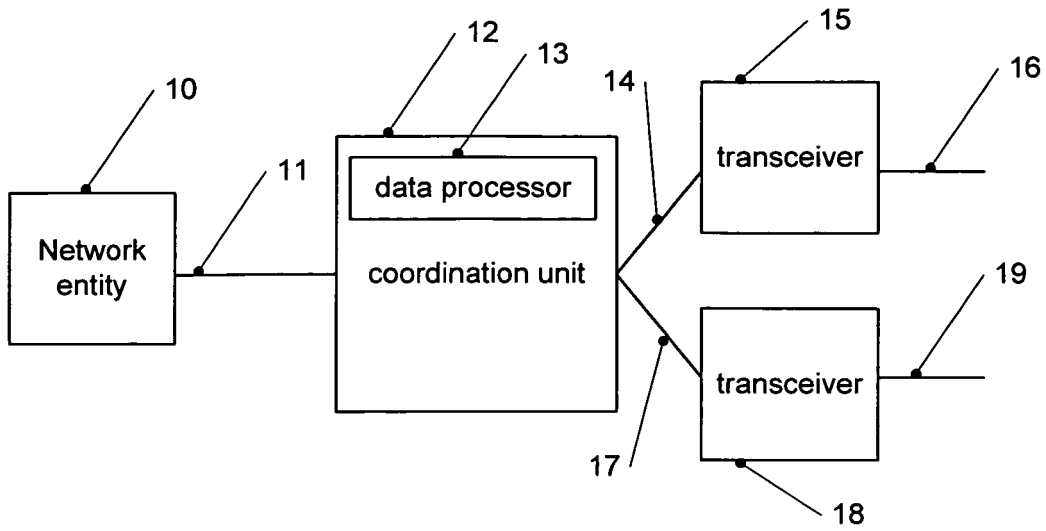 12
15
13
10
14
16
11
transceiver
data processor
Network
entity
coordination unit
19
transceiver
17
18